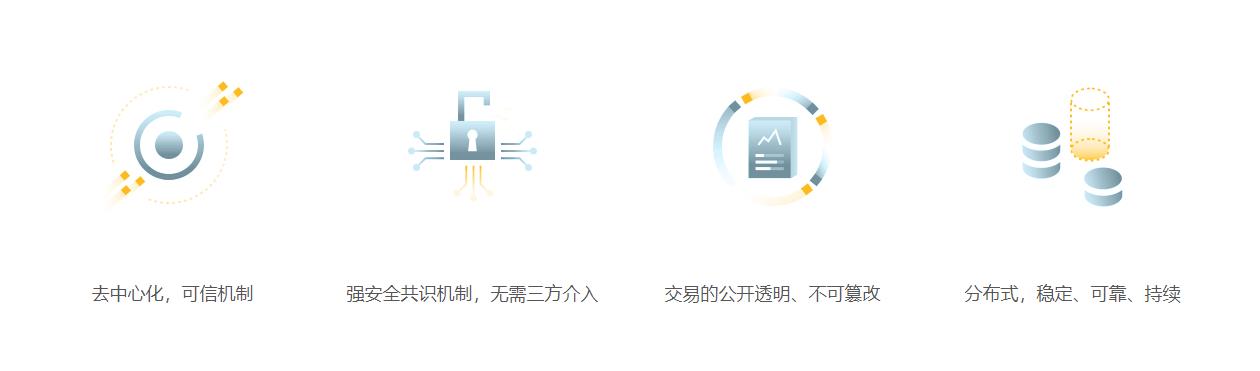 去中心化，可信机制
强安全共识机制，无需三方介入
交易的公开透明、不可篡改
分布式，稳定、可靠、持续